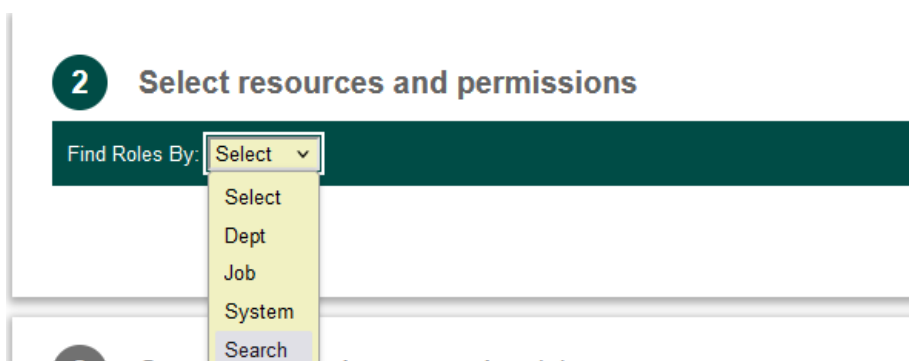 2 Select resources and permissions
Find Roles By: Select
Select
Dept
Job
System
Search